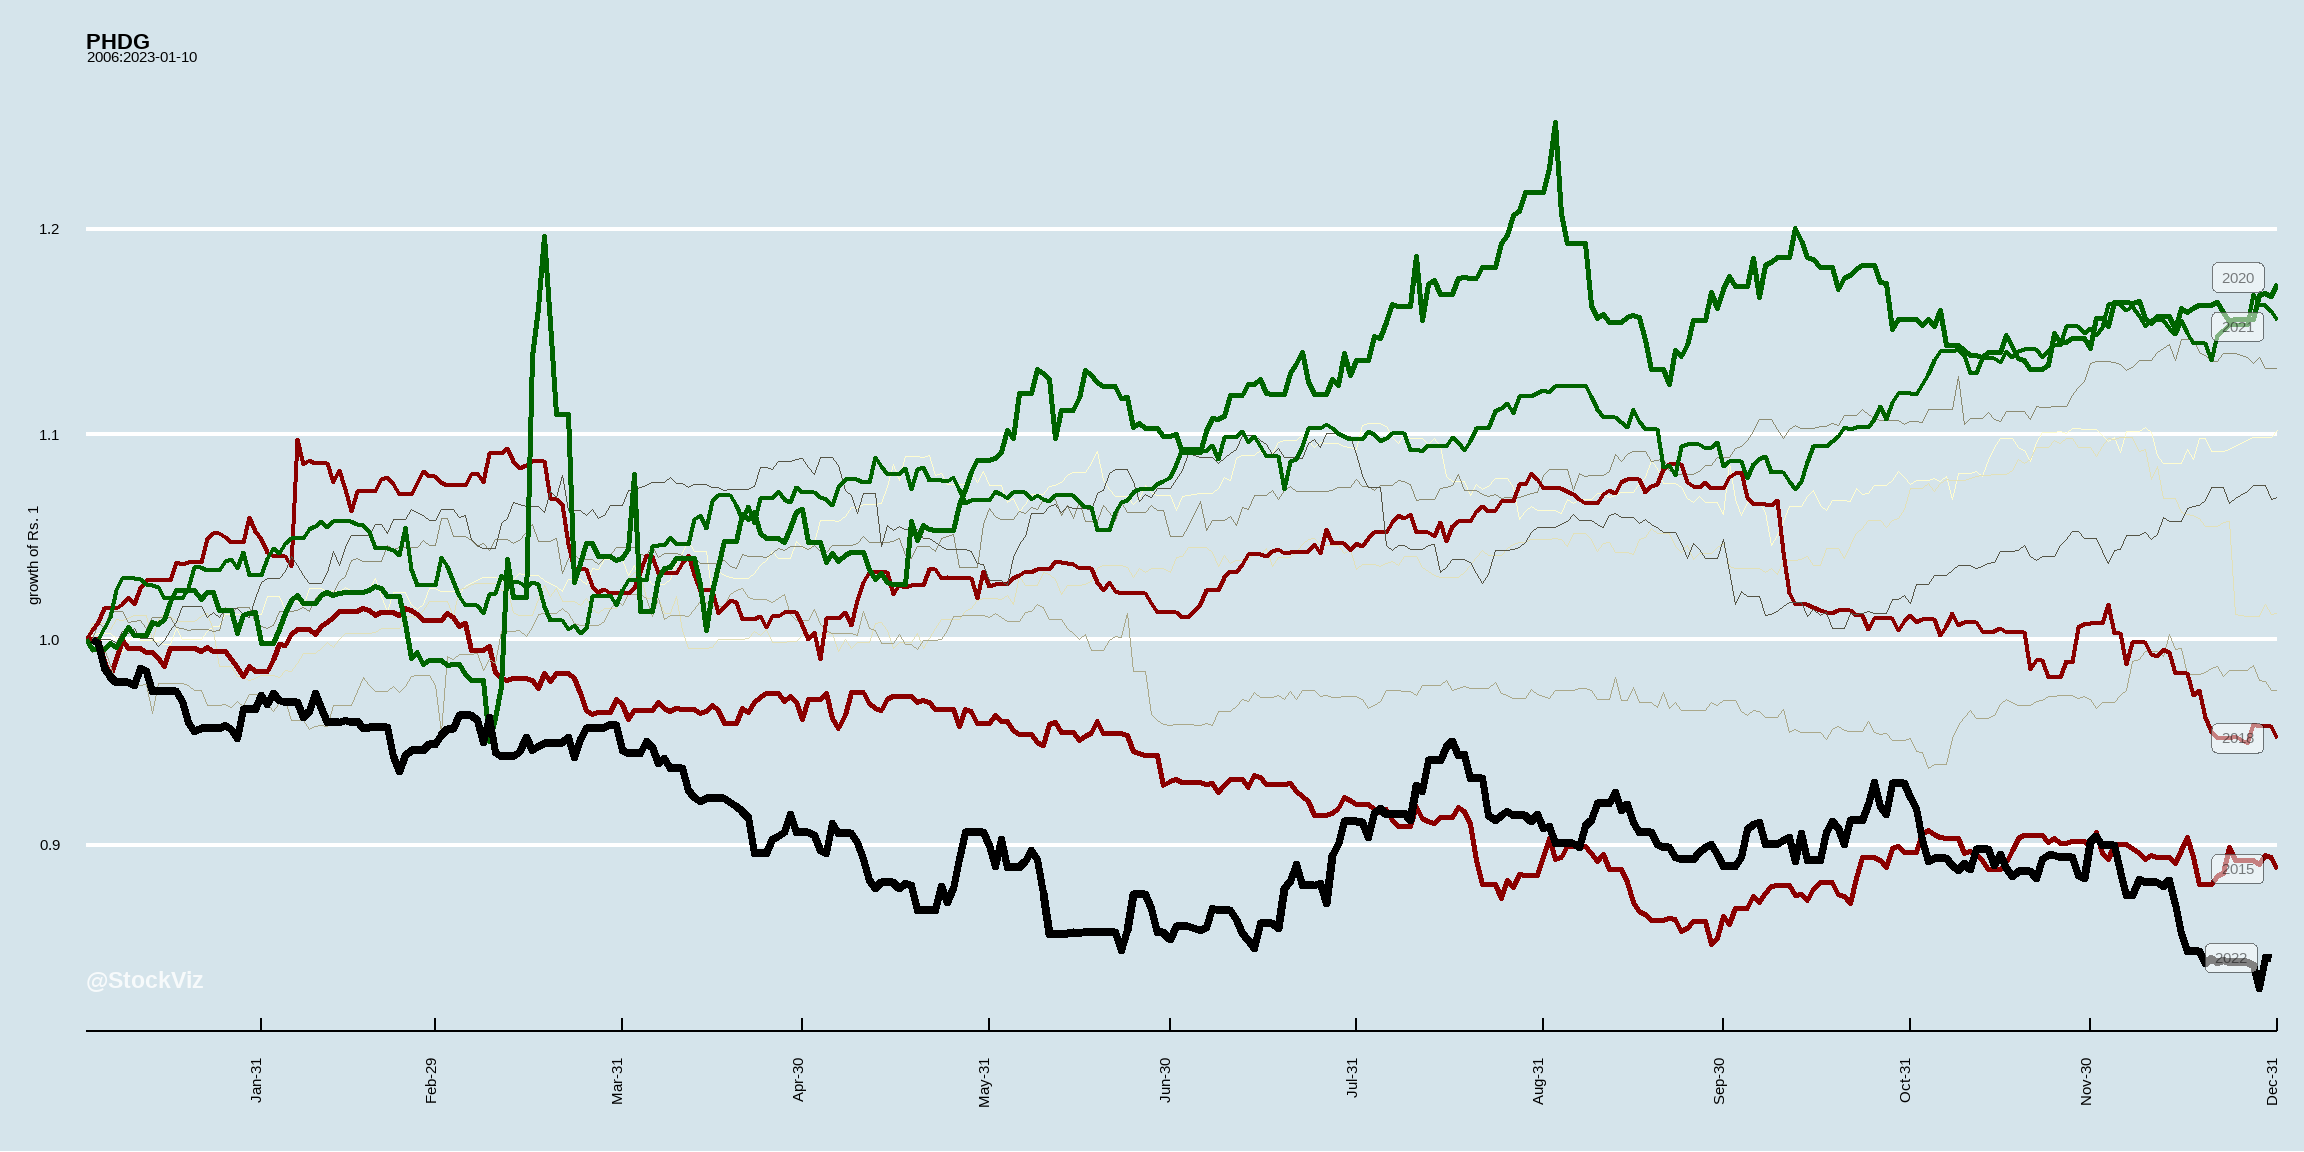 PHDG
2006:2023-01-10
growth of Rs. 1
1.2
1.1
1.0
0.9
2020
2021
2018
2015
2022
@StockViz
Jan-31
Feb-29
Mar-31
Apr-30
May-31
Jun-30
Jul-31
Aug-31
Sep-30
Oct-31
Nov-30
Dec-31